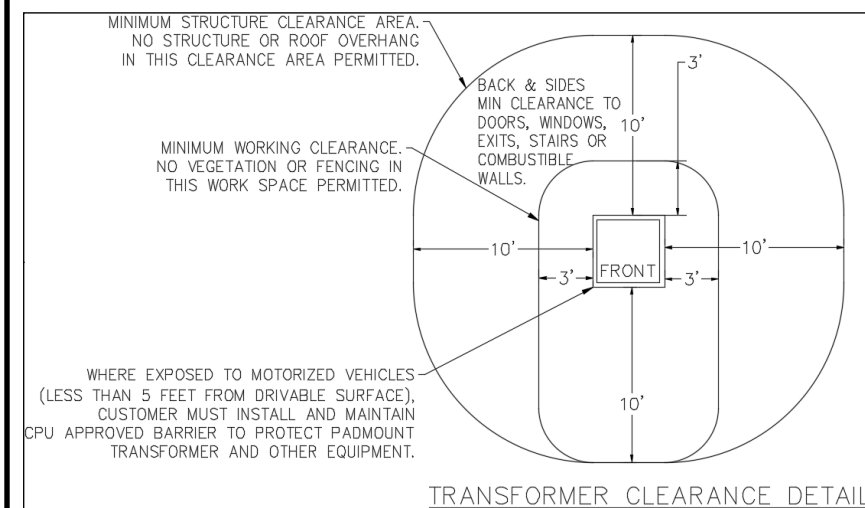 MINIMUM STRUCTURE CLEARANCE AREA.
NO STRUCTURE OR ROOF OVERHANG
IN THIS CLEARANCE AREA PERMITTED.
3'
BACK & SIDES
MIN CLEARANCE TO
DOORS, WINDOWS,
EXITS, STAIRS OR
COMBUSTIBLE
WALLS.
10'
MINIMUM WORKING CLEARANCE.
NO VEGETATION OR FENCING IN
THIS WORK SPACE PERMITTED.
10'
10'
3'
FRONT
3'
WHERE EXPOSED TO MOTORIZED VEHICLES
(LESS THAN 5 FEET FROM DRIVABLE SURFACE),
CUSTOMER MUST INSTALL AND MAINTAIN
CPU APPROVED BARRIER TO PROTECT PADMOUNT
TRANSFORMER AND OTHER EQUIPMENT.
10'
TRANSFORMER CLEARANCE DETAIL